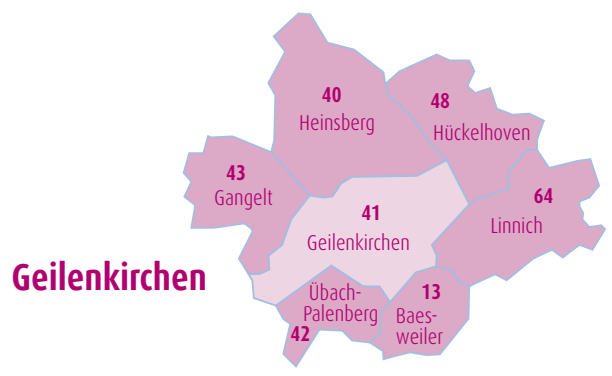 40
Heinsberg
48
Hückelhoven
43
Gangelt
64
Linnich
41
Geilenkirchen
Geilenkirchen
Übach-
Palenberg
42
13
Baes-
weiler